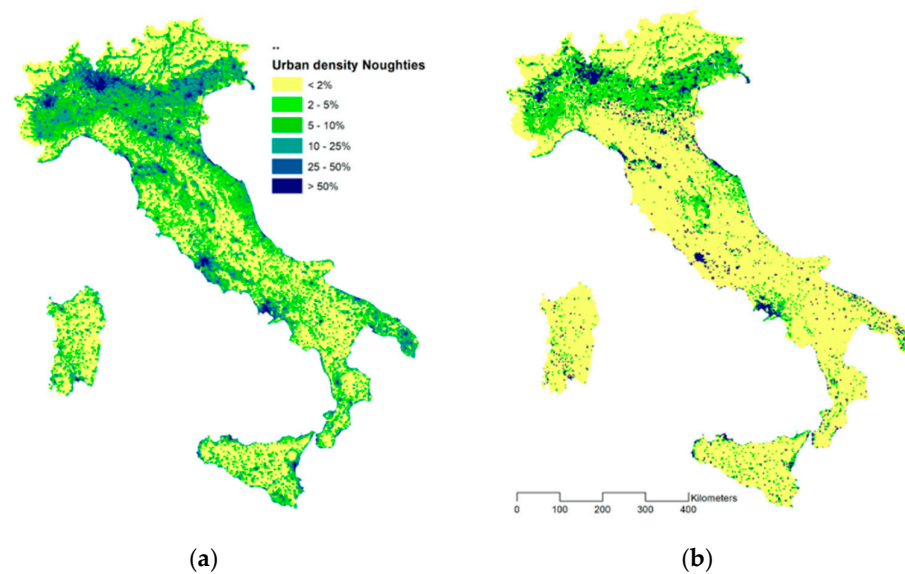 ..
Urban density Noughties
< 2%
2 - 5%
5 - 10%
10 - 25%
25 - 50%
> 50%
Kilometers
0 100 200 300 400
(a) (b)